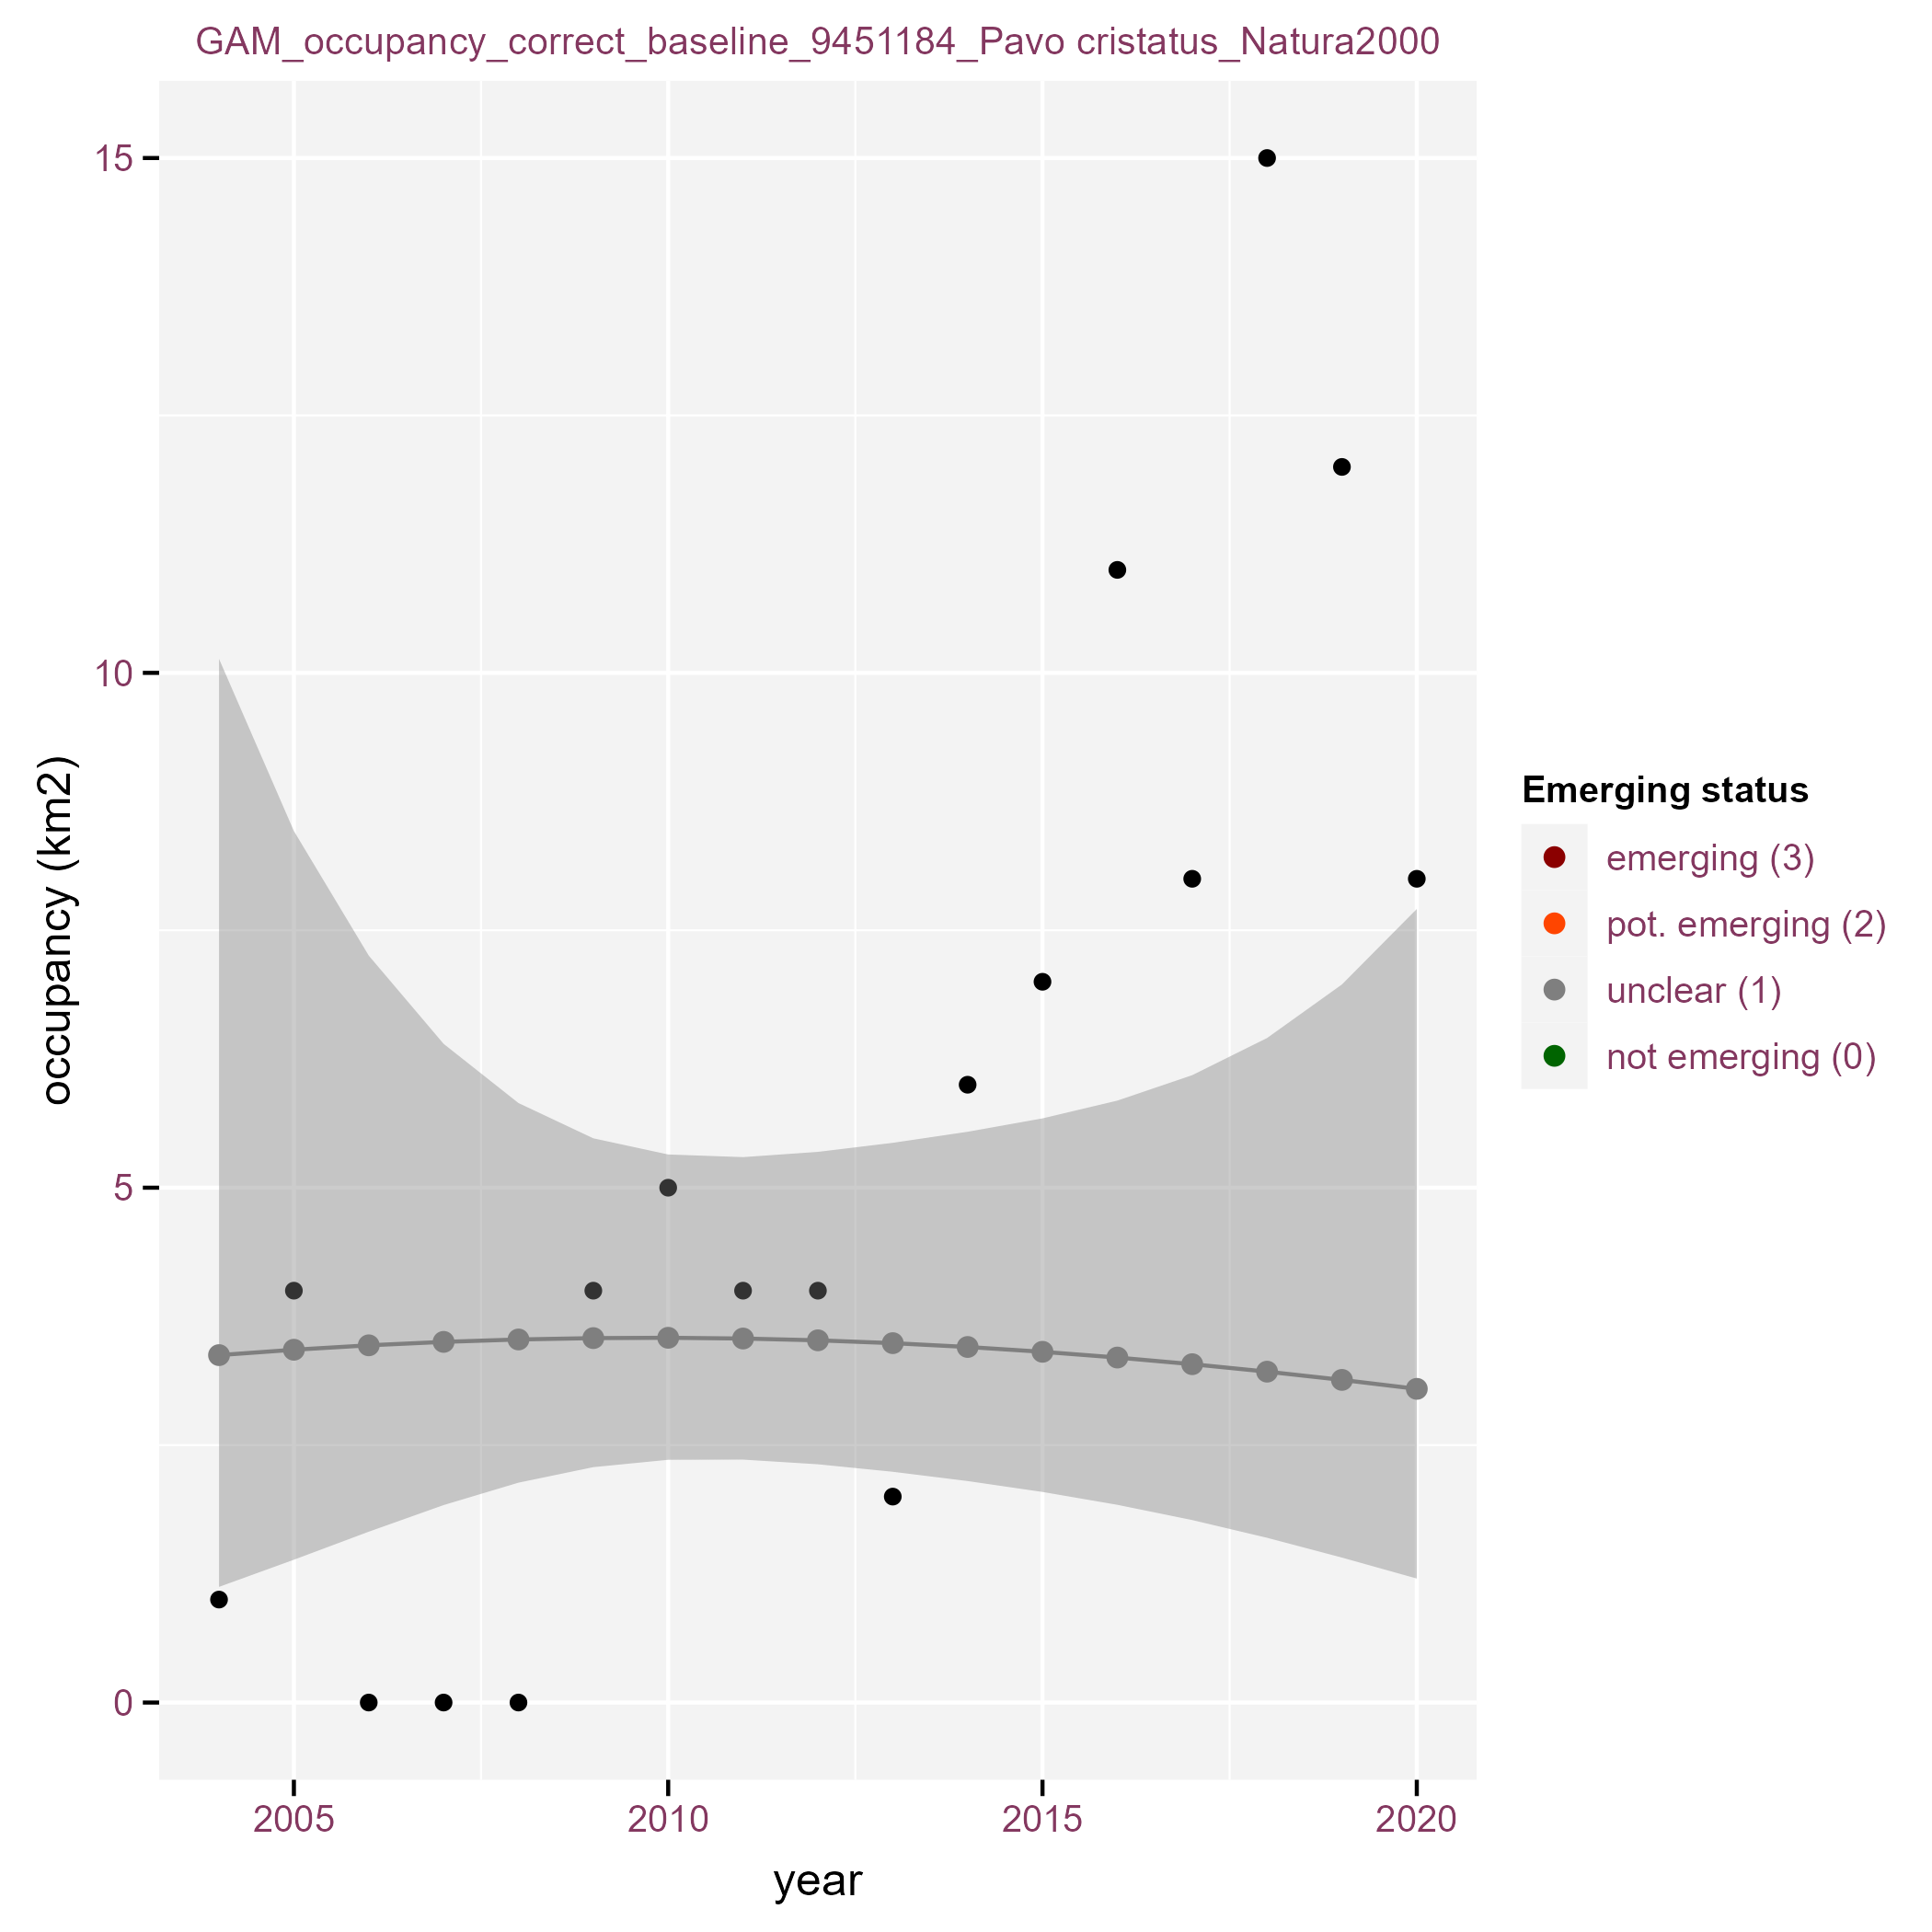 GAM_occupancy_correct_baseline_9451184_Pavo cristatus_Natura2000
15
10
5
0
occupancy (km2)
2005
2010
2015
2020
year
Emerging status
emerging (3)
pot. emerging (2)
unclear (1)
not emerging (0)